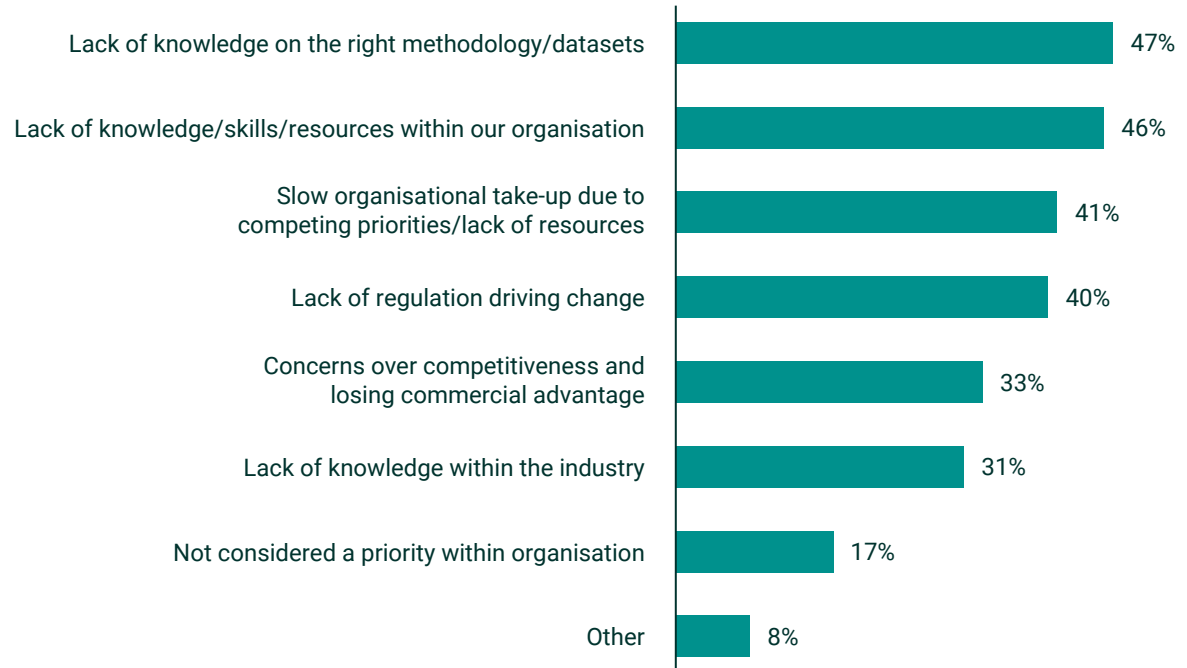 Lack of knowledge on the right methodology/datasets
47%
Lack of knowledge/skills/resources within our organisation
46%
Slow organisational take-up due to
competing priorities/lack of resources
41%
Lack of regulation driving change
40%
Concerns over competitiveness and
losing commercial advantage
33%
Lack of knowledge within the industry
31%
Not considered a priority within organisation
17%
Other
8%